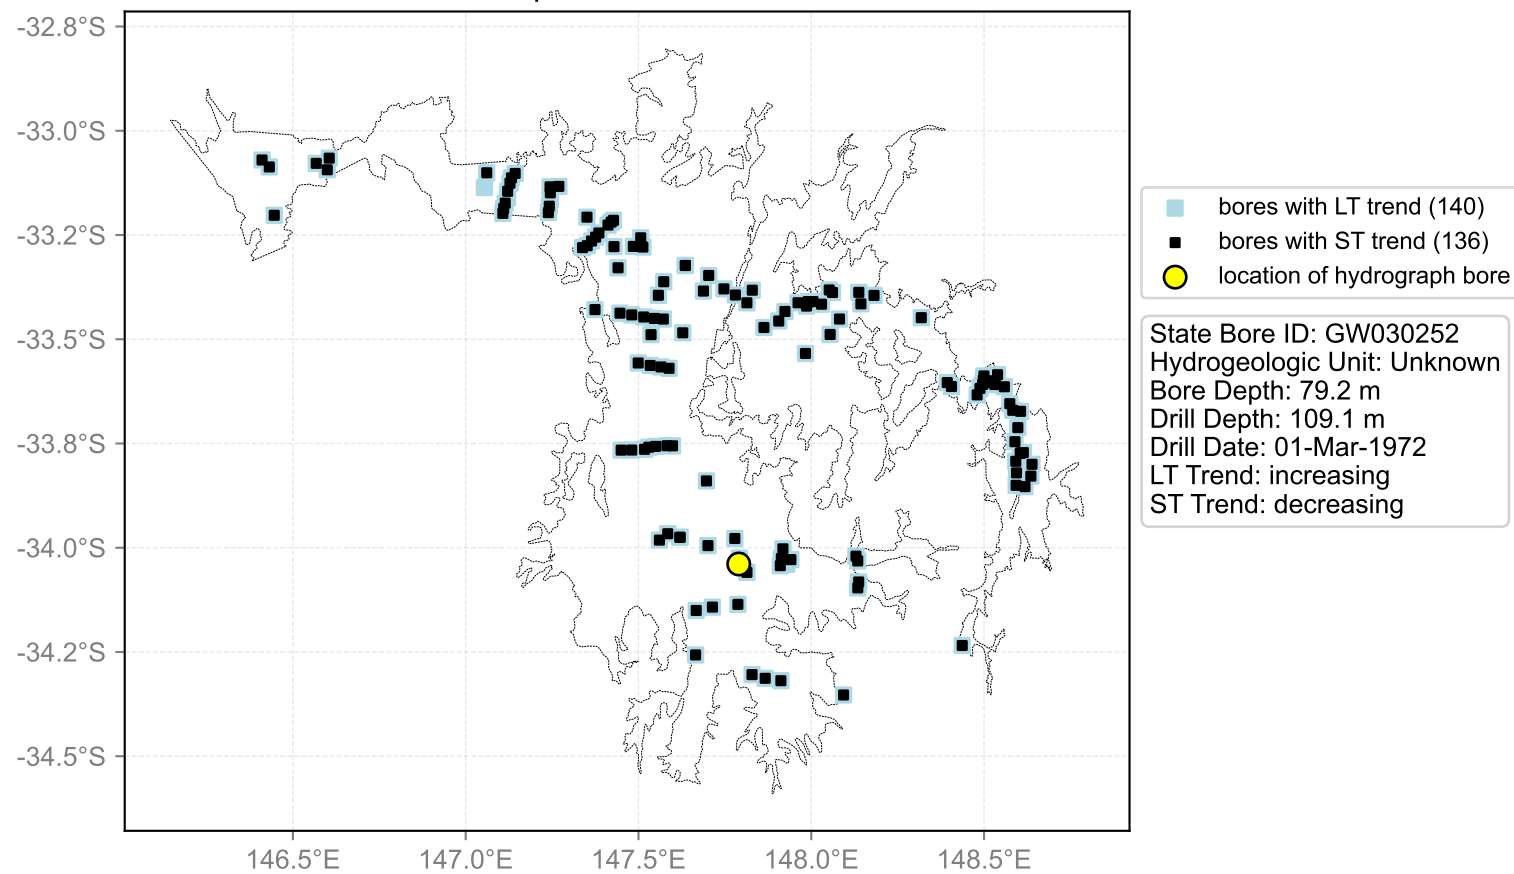 -32.8°S
-33.0°S
-33.2°S
-33.5°S
-33.8°S
-34.0°S
-34.2°S
-34.5°S
146.5°E
147.0°E
147.5°E
148.0°E
148.5°E
bores with LT trend (140)
bores with ST trend (136)
location of hydrograph bore
State Bore ID: GW030252
Hydrogeologic Unit: Unknown
Bore Depth: 79.2 m
Drill Depth: 109.1 m
Drill Date: 01-Mar-1972
LT Trend: increasing
ST Trend: decreasing